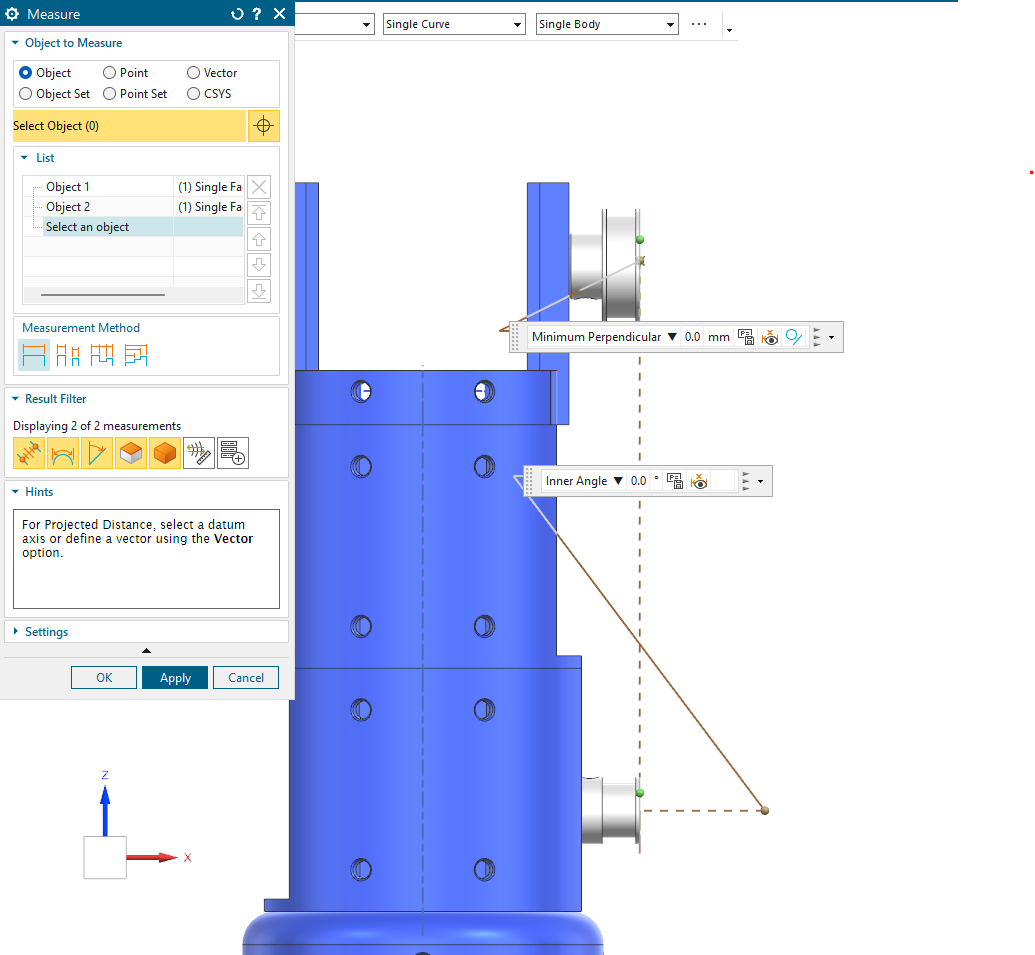 Measure
Single Curve
Single Body
Object to Measure
Object Point Vector
Object Set Point Set CSYS
Select Object (0)
List
Object 1 (1) Single Fa
Object 2 (1) Single Fa
Select an object
Measurement Method
Result Filter
Displaying 2 of 2 measurements
Hints
For Projected Distance, select a datum
axis or define a vector using the Vector
option.
Settings
OK Apply Cancel
Minimum Perpendicular 0.0 mm
Inner Angle 0.0 °
Z
X